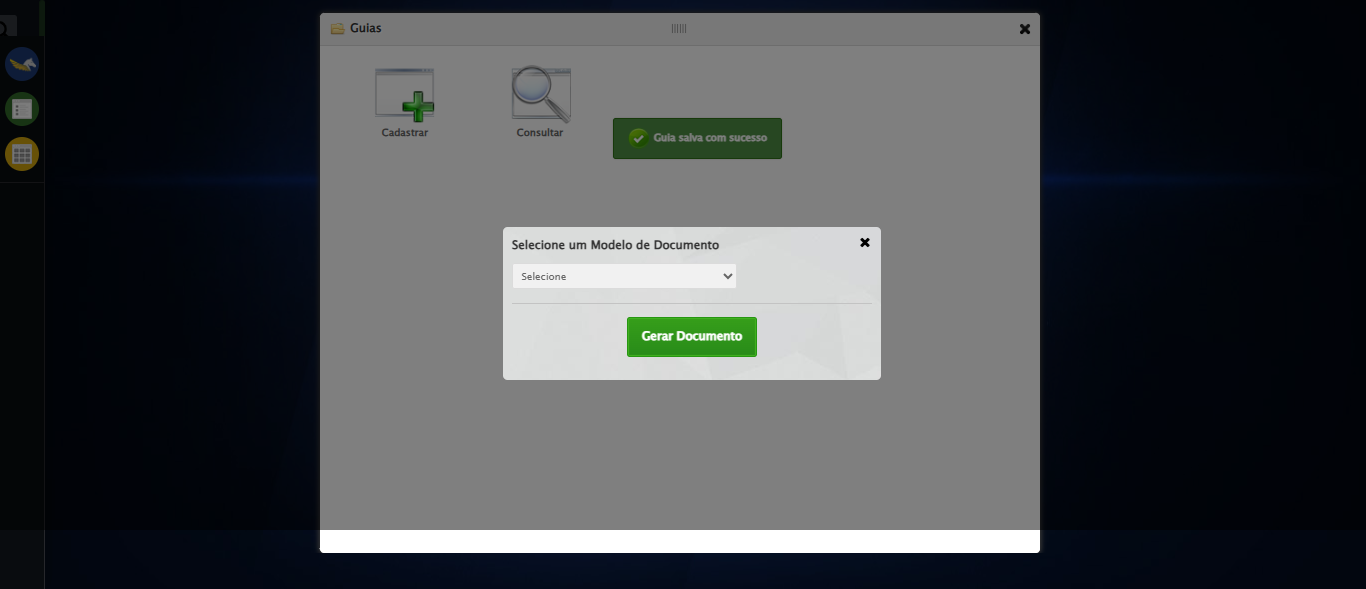 Guias
Cadastrar
Consultar
Guia salva com sucesso
Selecione um Modelo de Documento
Selecione
Gerar Documento